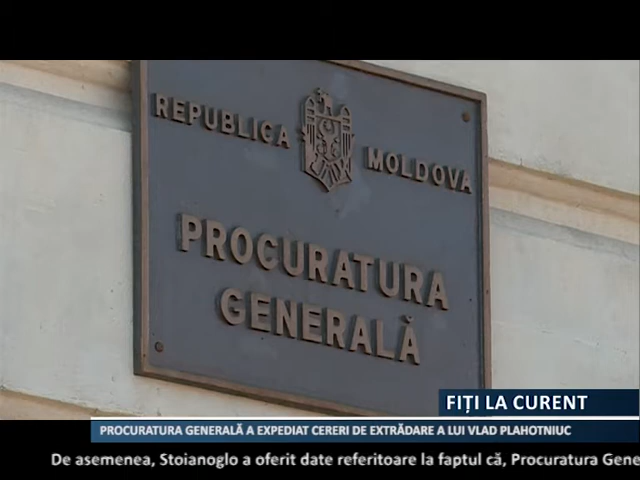 REPUBLICA MOLDOVA
PROCURATURA
GENERALĂ
FIȚI LA CURENT
PROCURATURA GENERALĂ A EXPEDIAT CERERI DE EXTRĂDARE A LUI VLAD PLAHOTNIUC
De asemenea, Stoianoglo a oferit date referitoare la faptul că, Procuratura Gene